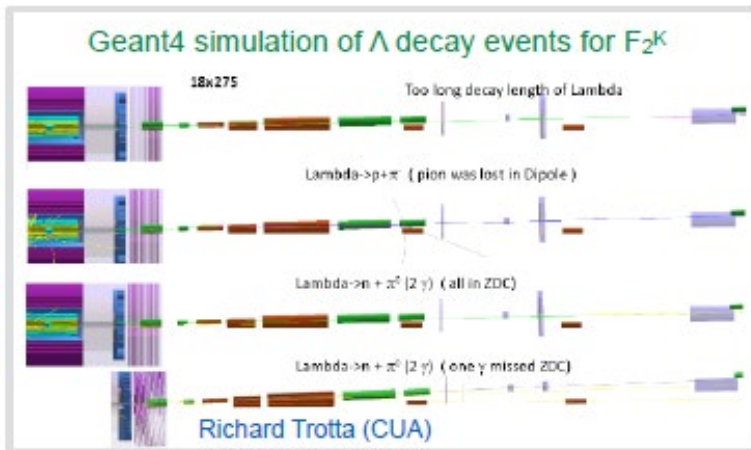 Geant4 simulation of Λ decay events for F₂ᴷ
18x275
Too long decay length of Lambda
Lambda->p+π⁻ ( pion was lost in Dipole )
Lambda->n + π⁰ (2 γ) ( all in ZDC)
Lambda->n + π⁰ (2 γ) ( one γ missed ZDC)
Richard Trotta (CUA)